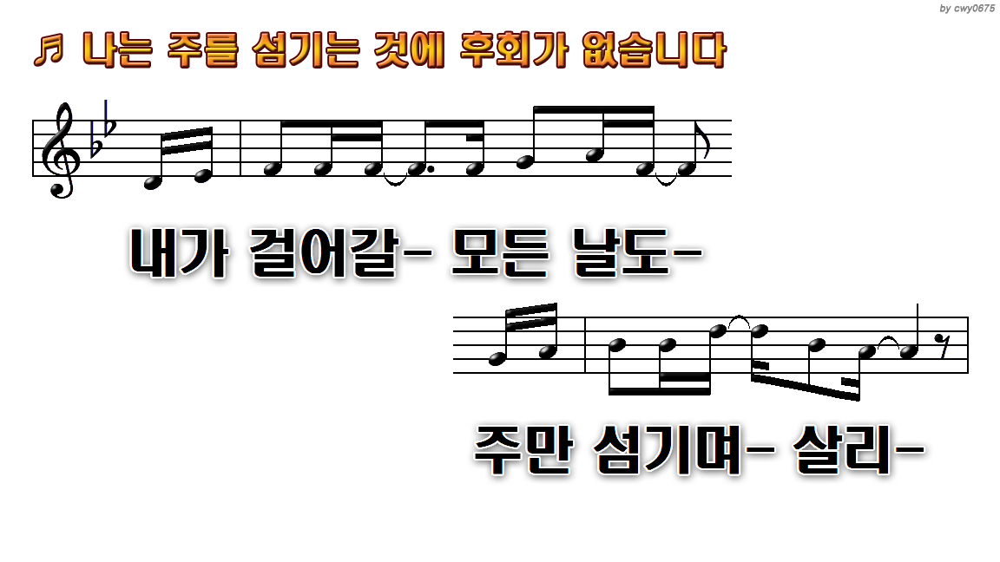 by cwy0675
♬ 나는 주를 섬기는 것에 후회가 없습니다
내가 걸어갈- 모든 날도-
주만 섬기며- 살리-